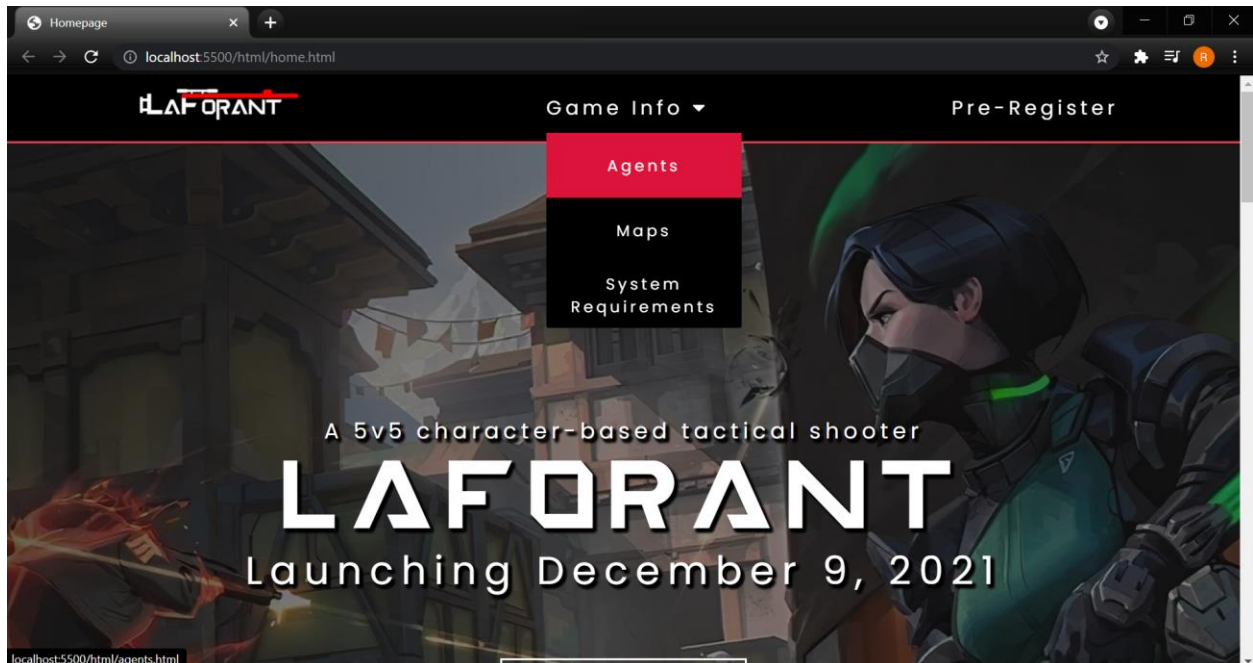 Homepage
localhost:5500/html/home.html
R
LAFORANT
Game Info
Pre-Register
Agents
Maps
System
Requirements
A 5v5 character-based tactical shooter
LAFORANT
Launching December 9, 2021
localhost:5500/html/agents.html